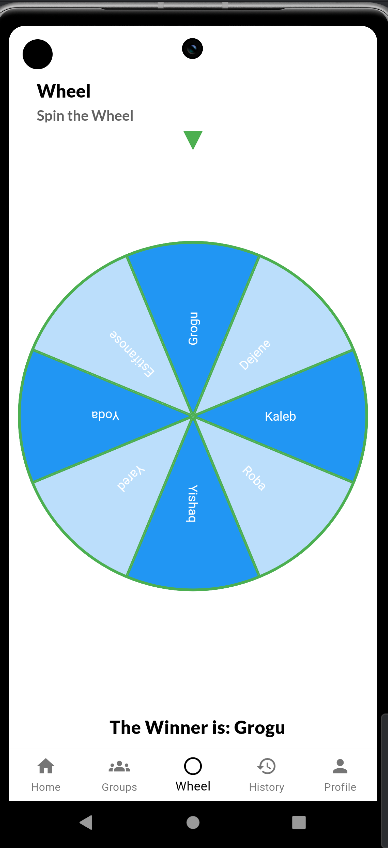 Wheel
Spin the Wheel
Grogu
Dejene
Kaleb
Roba
Yishaq
Yared
Yoda
Estifanose
The Winner is: Grogu
Home
Groups
Wheel
History
Profile